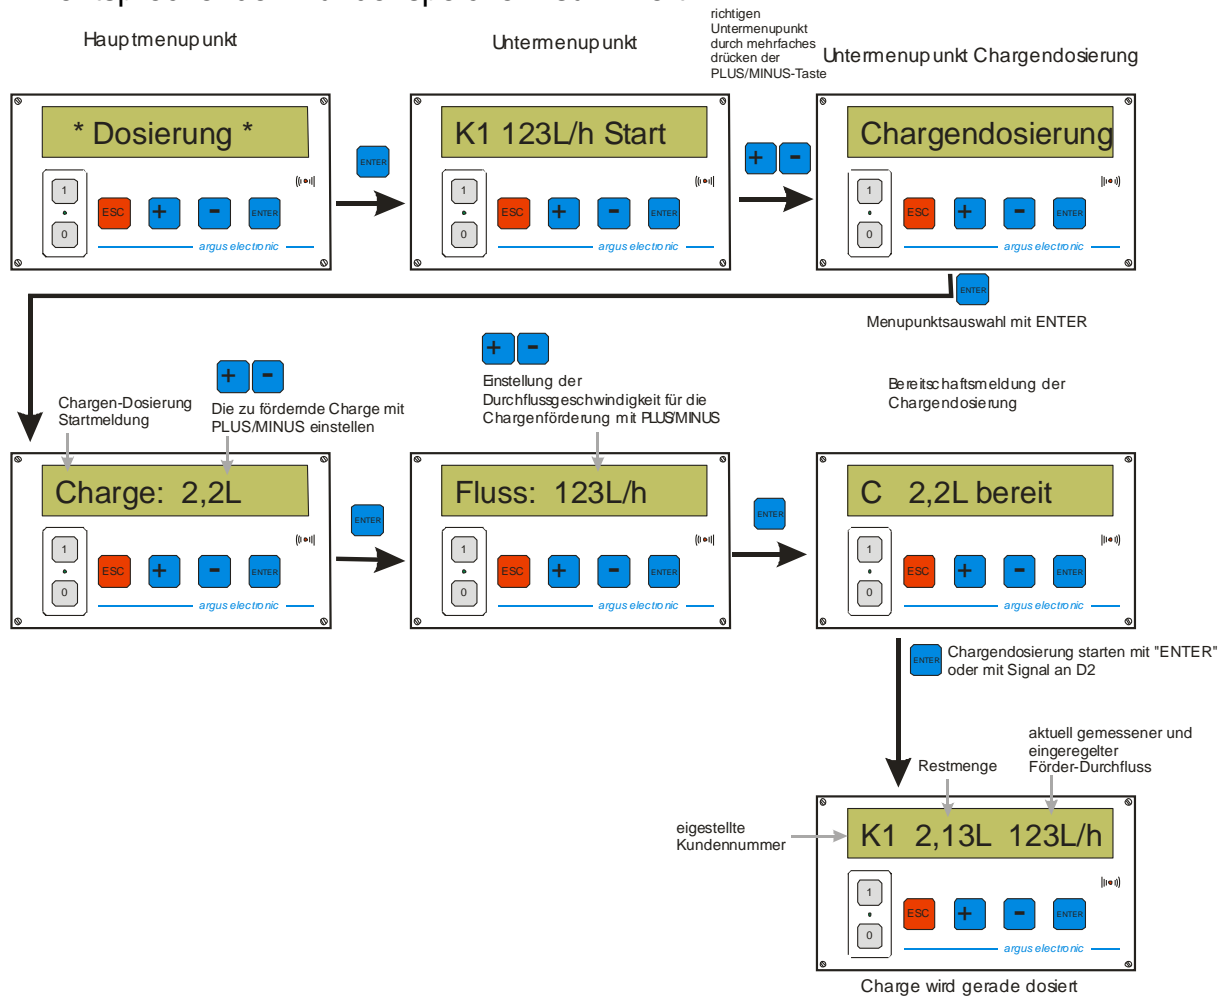 Hauptmenupunkt
Untermenupunkt
richtigen
Untermenupunkt
durch mehrfaches
drücken der
PLUS/MINUS-Taste
Untermenupunkt Chargendosierung
* Dosierung *
1
0
ESC
+
-
ENTER
argus electronic
ENTER
K1 123L/h Start
1
0
ESC
+
-
ENTER
argus electronic
+ -
Chargendosierung
1
0
ESC
+
-
ENTER
argus electronic
ENTER
Menupunktsauswahl mit ENTER
Chargen-Dosierung
Startmeldung
+ -
Die zu fördernde Charge mit
PLUS/MINUS einstellen
+ -
Einstellung der
Durchflussgeschwindigkeit für die
Chargenförderung mit PLUS/MINUS
Bereitschaftsmeldung der
Chargendosierung
Charge: 2,2L
1
0
ESC
+
-
ENTER
argus electronic
ENTER
Fluss: 123L/h
1
0
ESC
+
-
ENTER
argus electronic
ENTER
C 2,2L bereit
1
0
ESC
+
-
ENTER
argus electronic
ENTER
Chargendosierung starten mit "ENTER"
oder mit Signal an D2
Restmenge
aktuell gemessener und
eingeregelter
Förder-Durchfluss
eigestellte
Kundennummer
K1 2,13L 123L/h
1
0
ESC
+
-
ENTER
argus electronic
Charge wird gerade dosiert